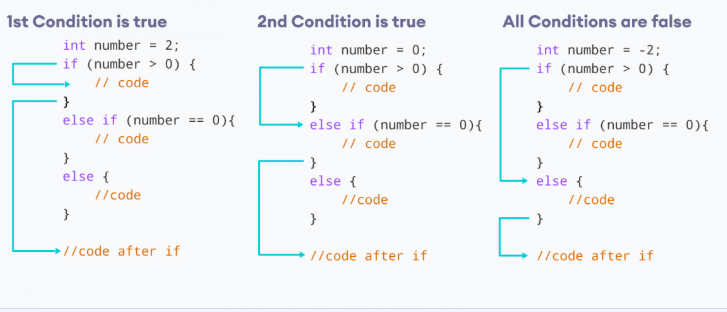 1st Condition is true
int number = 2;
if (number > 0) {
// code
}
else if (number == 0){
// code
}
else {
//code
}
//code after if
2nd Condition is true
int number = 0;
if (number > 0) {
// code
}
else if (number == 0){
// code
}
else {
//code
}
//code after if
All Conditions are false
int number = -2;
if (number > 0) {
// code
}
else if (number == 0){
// code
}
else {
//code
}
//code after if